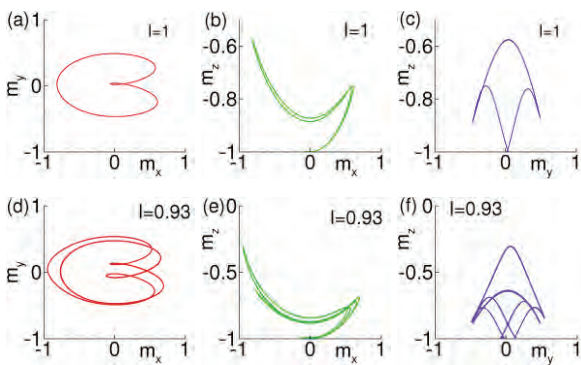 (a) 1 I=1
m_y 0
-1
-1 0 m_x 1
(b) I=1
-0.6
m_z
-0.8
-1
-1 0 m_x 1
(c) I=1
-0.6
m_z
-0.8
-1
-1 0 m_y 1
(d) 1 I=0.93
m_y 0
-1
-1 0 m_x 1
(e) 0 I=0.93
m_z
-0.5
-1
-1 0 m_x 1
(f) 0 I=0.93
m_z
-0.5
-1
-1 0 m_y 1